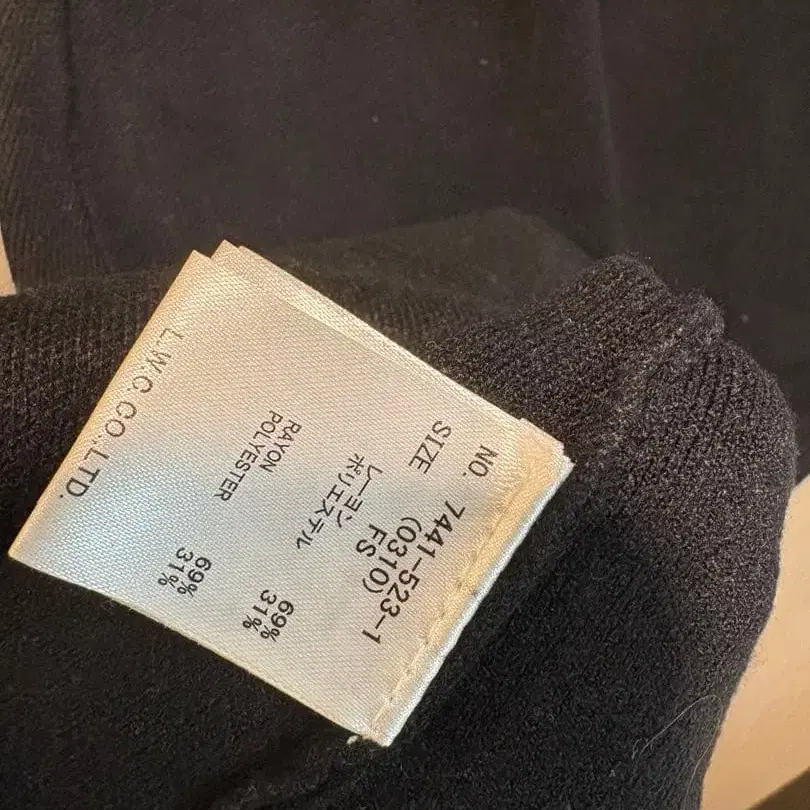 NO. 7441-523-1
(0310)
SIZE FS
レーヨン 69%
ポリエステル 31%
RAYON 69%
POLYESTER 31%
L.W.C.CO.,LTD.